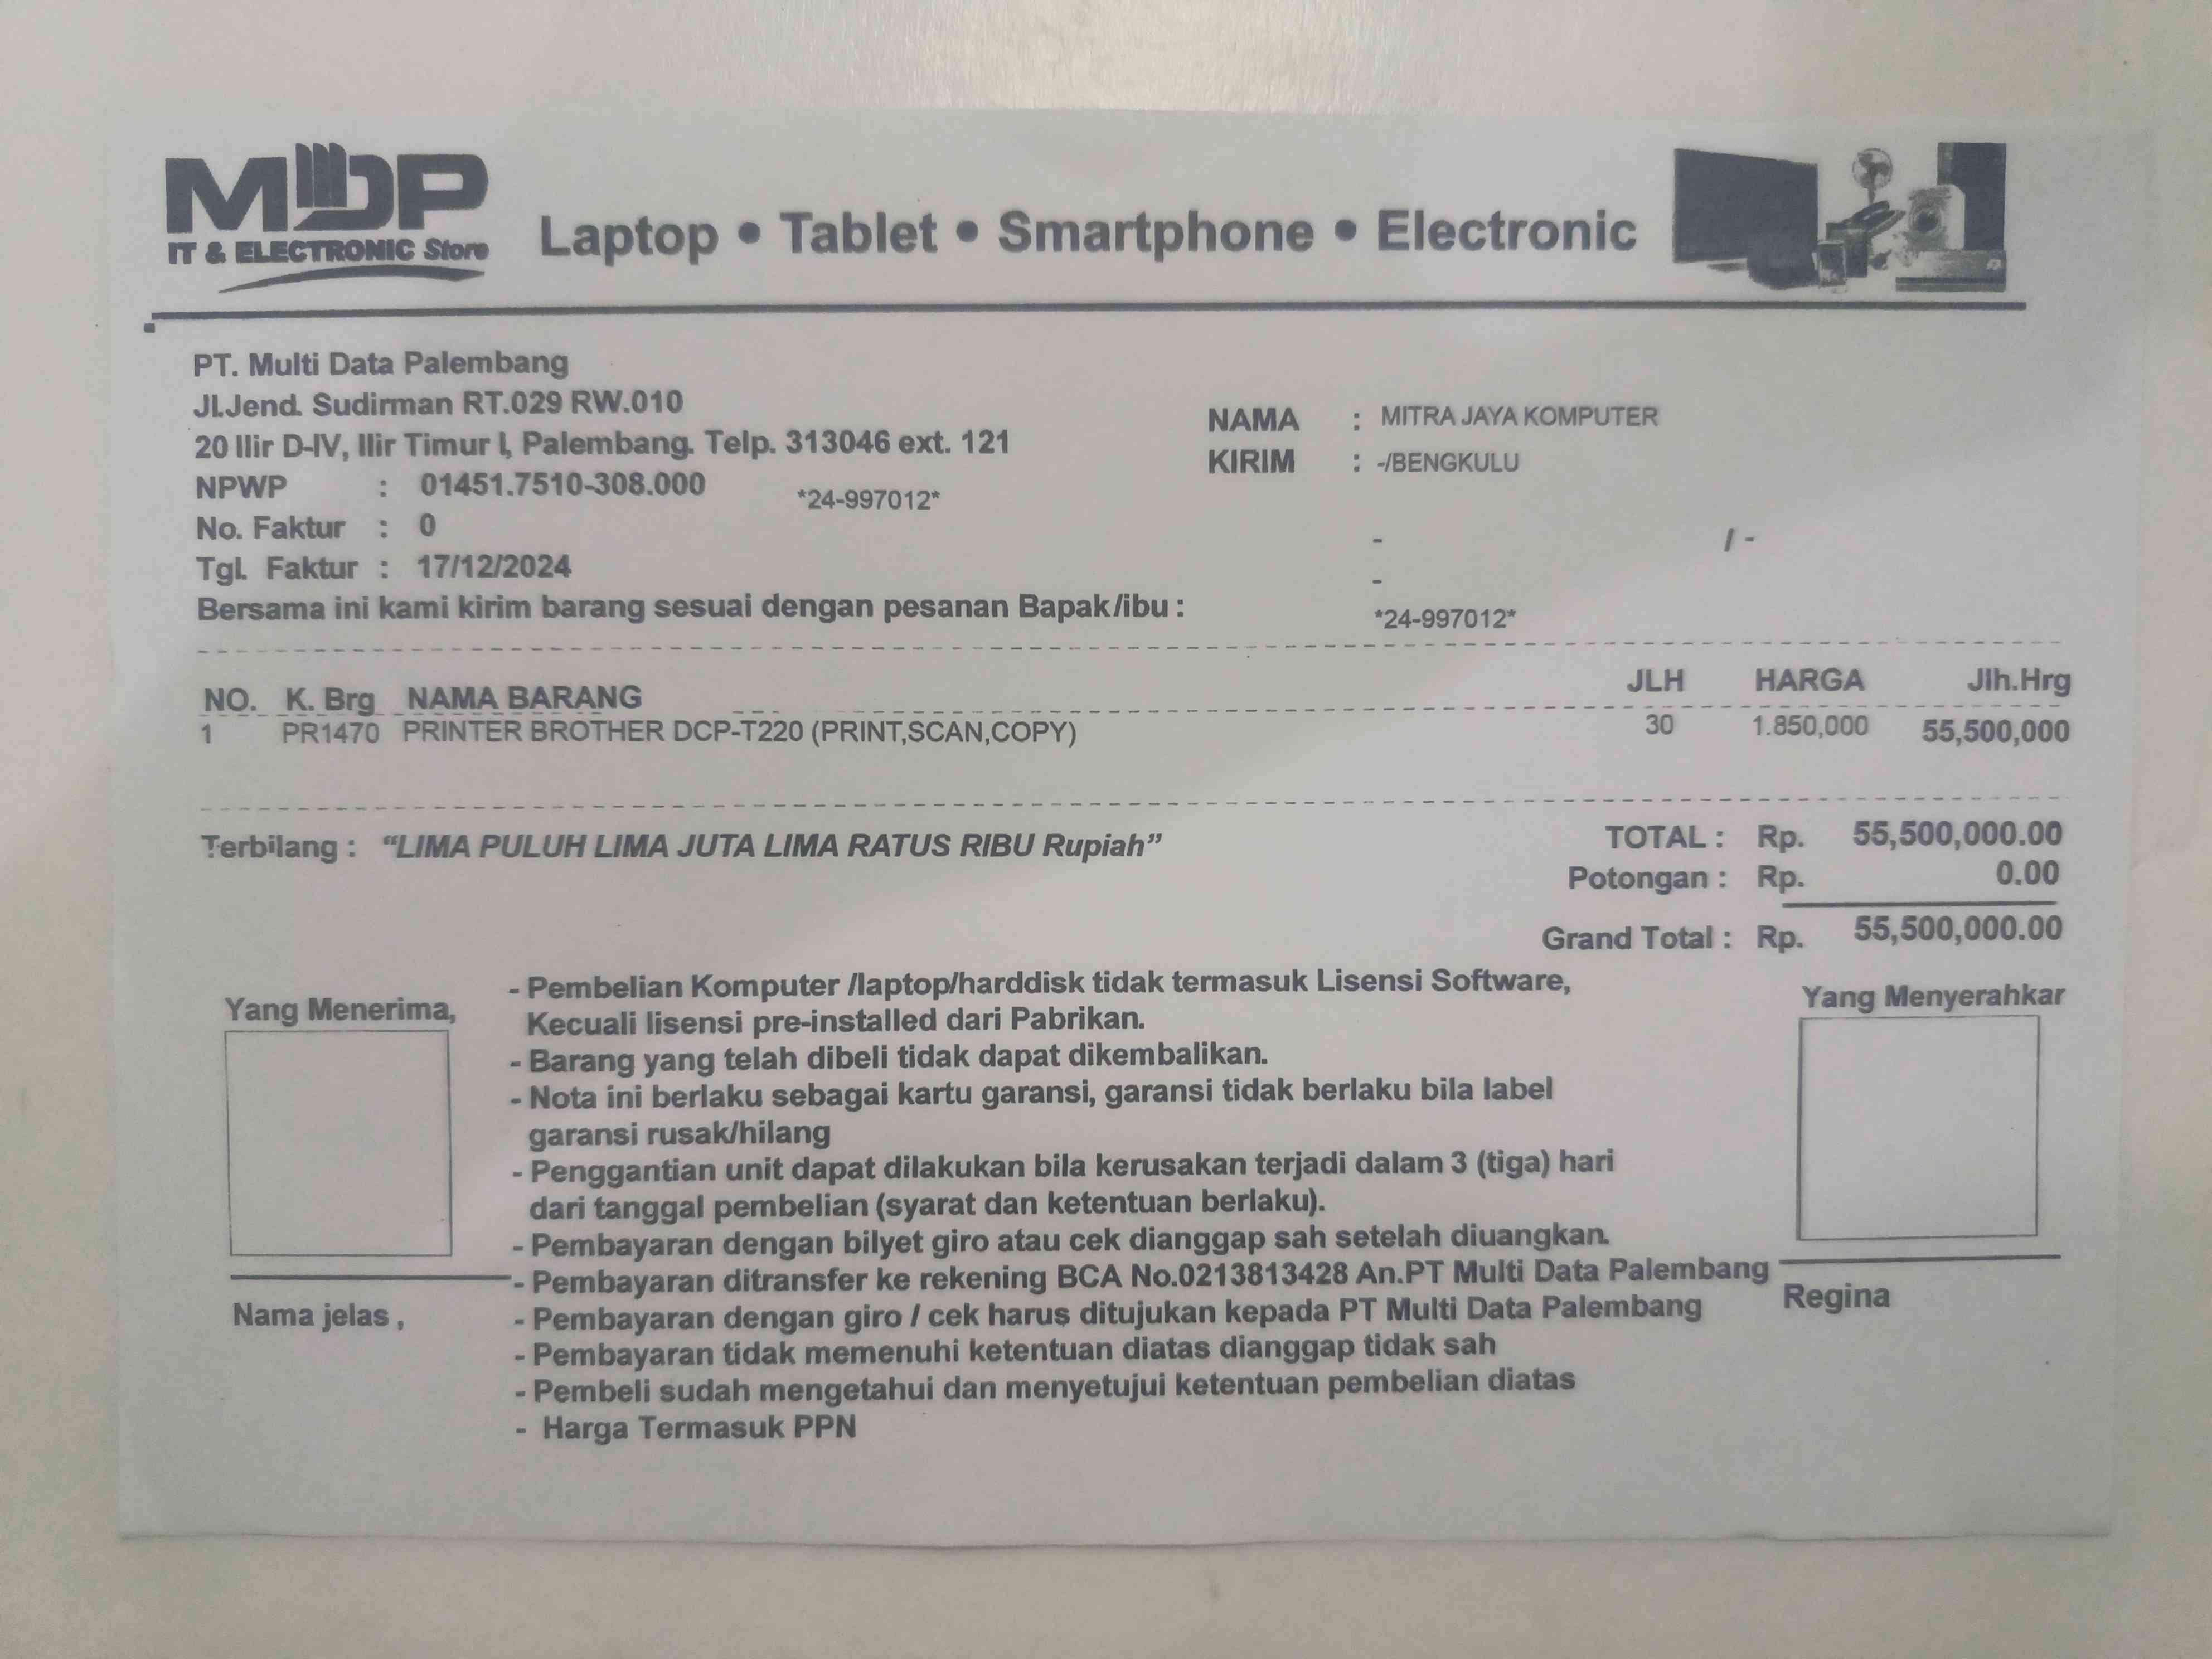 MDP
IT & ELECTRONIC Store
Laptop • Tablet • Smartphone • Electronic
PT. Multi Data Palembang
Jl.Jend. Sudirman RT.029 RW.010
20 Ilir D-IV, Ilir Timur I, Palembang. Telp. 313046 ext. 121
NPWP : 01451.7510-308.000 *24-997012*
No. Faktur : 0
Tgl. Faktur : 17/12/2024
Bersama ini kami kirim barang sesuai dengan pesanan Bapak/ibu :
NAMA : MITRA JAYA KOMPUTER
KIRIM : -/BENGKULU
- / -
-
*24-997012*
NO. K. Brg NAMA BARANG JLH HARGA Jlh.Hrg
1 PR1470 PRINTER BROTHER DCP-T220 (PRINT,SCAN,COPY) 30 1.850,000 55,500,000
Terbilang : “LIMA PULUH LIMA JUTA LIMA RATUS RIBU Rupiah”
TOTAL : Rp. 55,500,000.00
Potongan : Rp. 0.00
Grand Total : Rp. 55,500,000.00
Yang Menerima,
Nama jelas ,
- Pembelian Komputer /laptop/harddisk tidak termasuk Lisensi Software,
Kecuali lisensi pre-installed dari Pabrikan.
- Barang yang telah dibeli tidak dapat dikembalikan.
- Nota ini berlaku sebagai kartu garansi, garansi tidak berlaku bila label
garansi rusak/hilang
- Penggantian unit dapat dilakukan bila kerusakan terjadi dalam 3 (tiga) hari
dari tanggal pembelian (syarat dan ketentuan berlaku).
- Pembayaran dengan bilyet giro atau cek dianggap sah setelah diuangkan.
- Pembayaran ditransfer ke rekening BCA No.0213813428 An.PT Multi Data Palembang
- Pembayaran dengan giro / cek harus ditujukan kepada PT Multi Data Palembang
- Pembayaran tidak memenuhi ketentuan diatas dianggap tidak sah
- Pembeli sudah mengetahui dan menyetujui ketentuan pembelian diatas
- Harga Termasuk PPN
Yang Menyerahkar
Regina